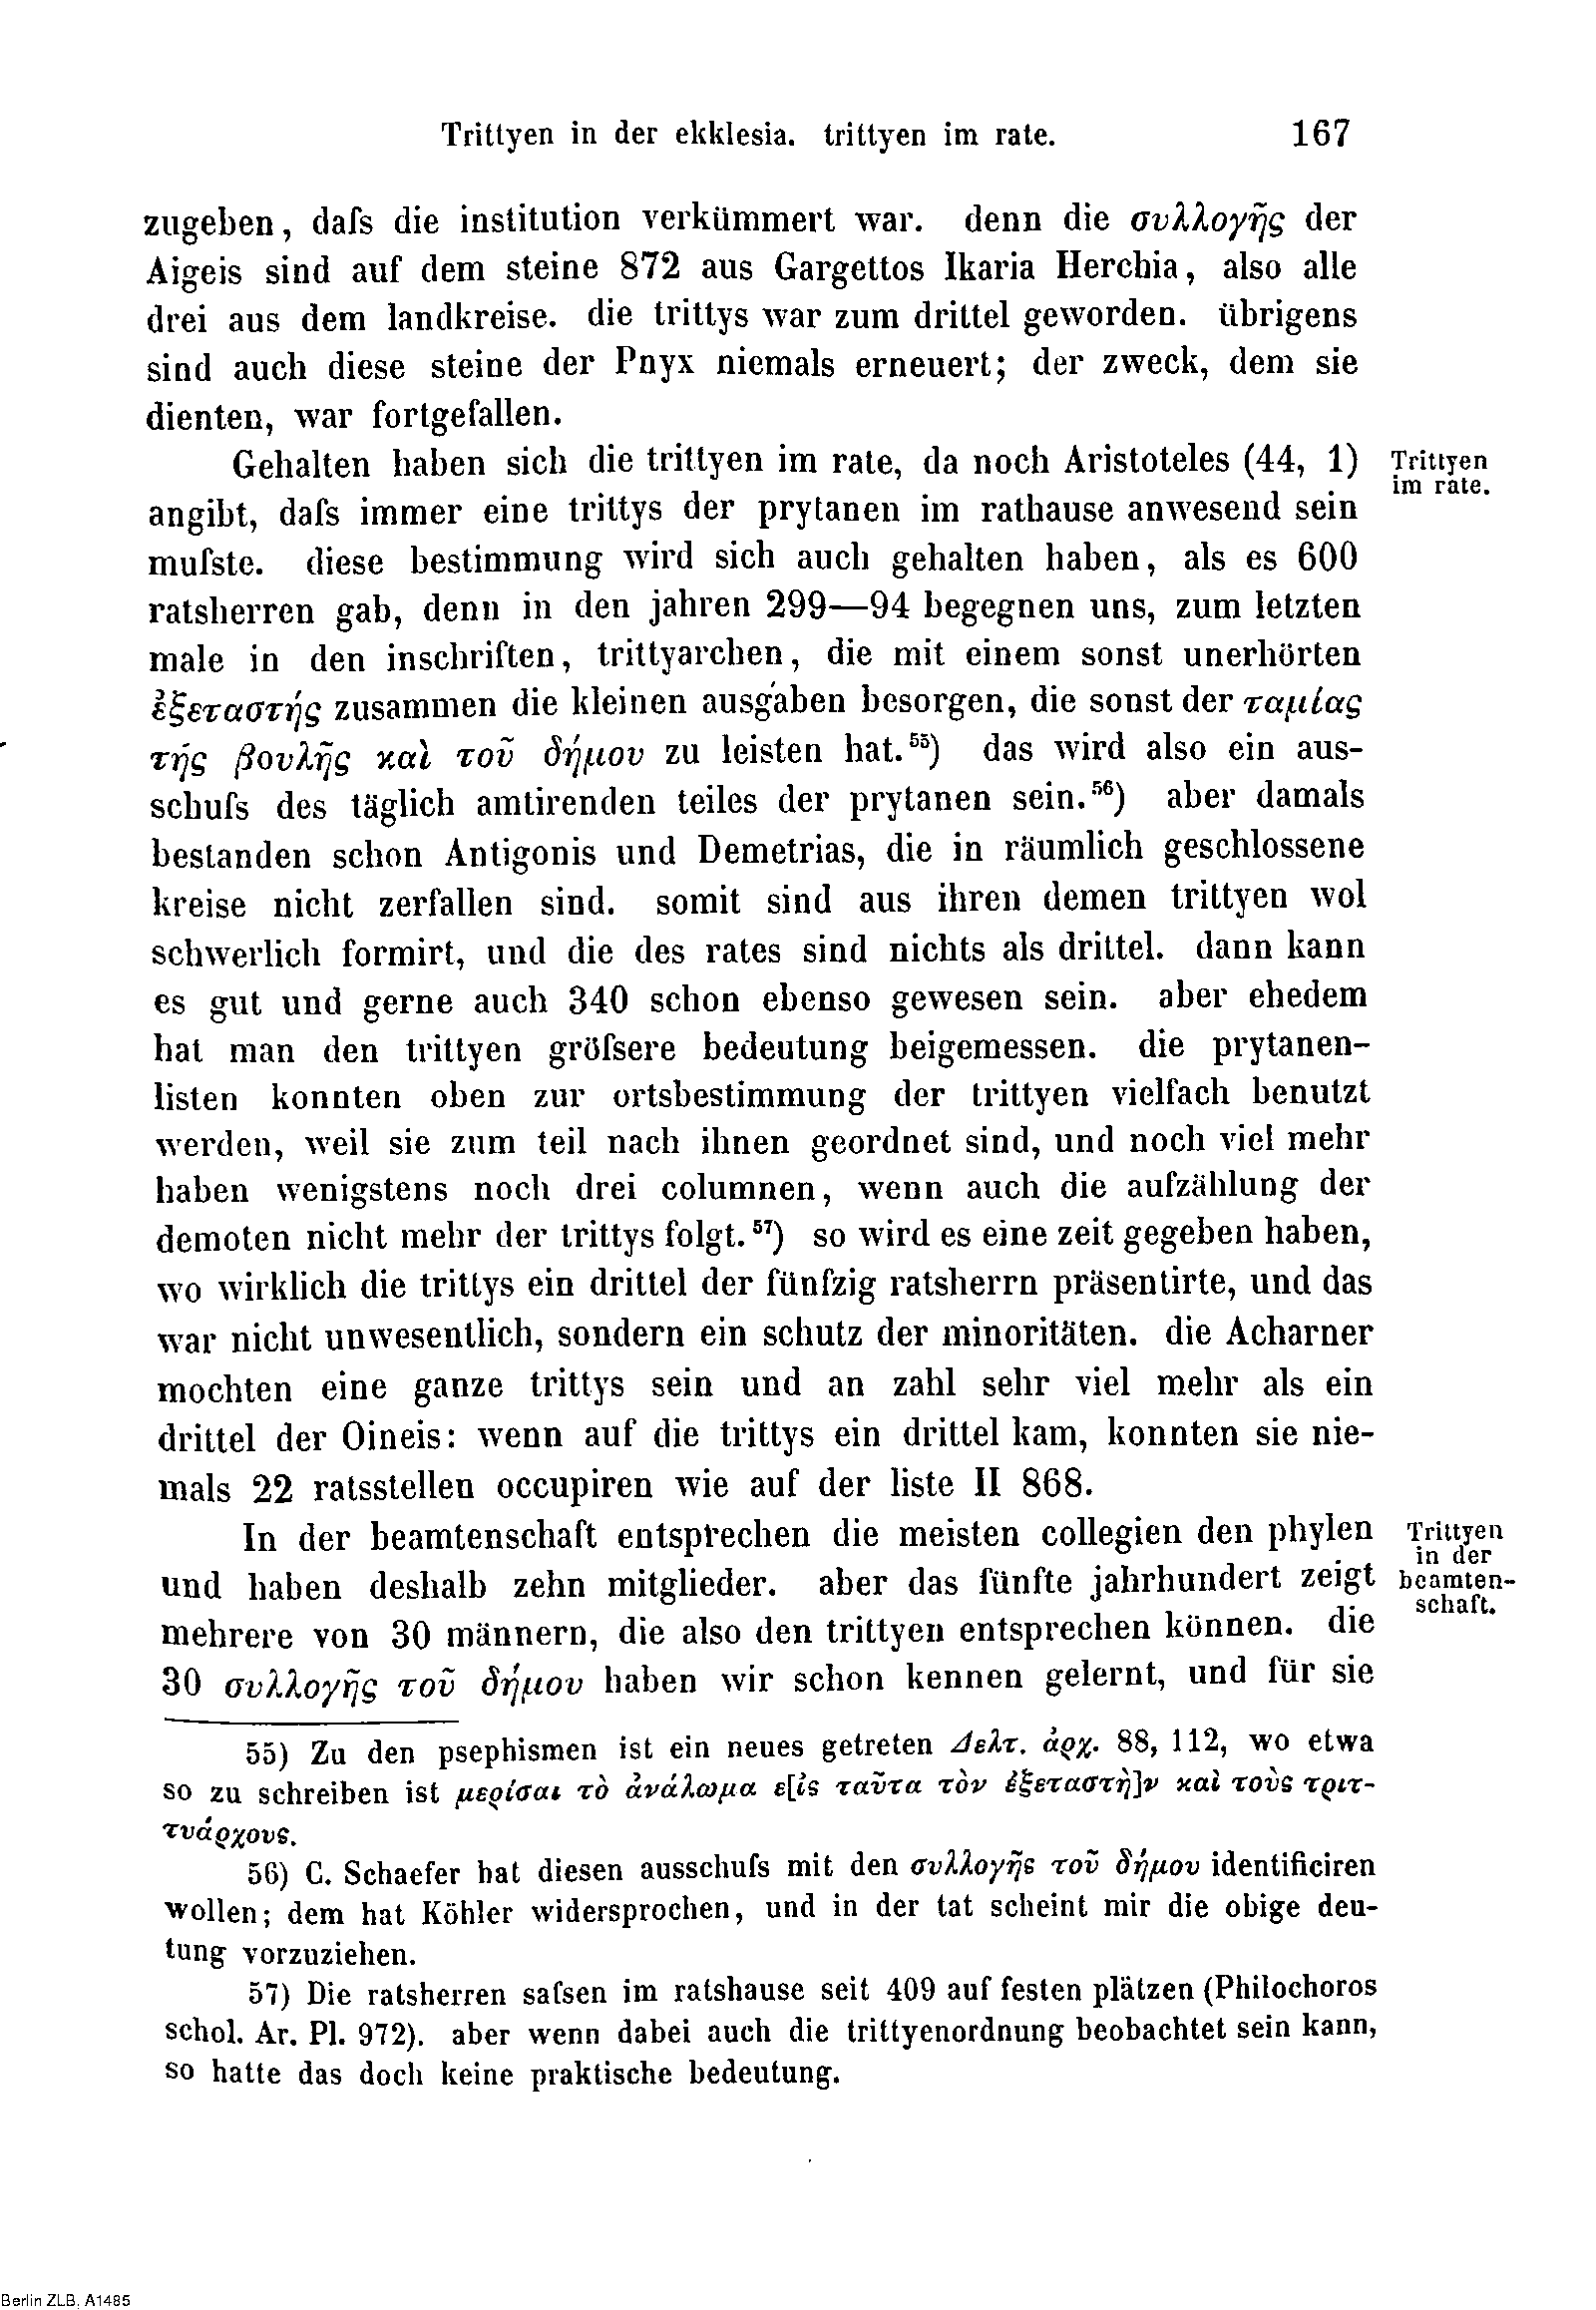 Trittyen in der ekklesia. trittyen im rate. 167
zugeben, daſs die institution verkümmert war. denn die συλλογῆς der
Aigeis sind auf dem steine 872 aus Gargettos Ikaria Herchia, also alle
drei aus dem landkreise. die trittys war zum drittel geworden. übrigens
sind auch diese steine der Pnyx niemals erneuert; der zweck, dem sie
dienten, war fortgefallen.
Gehalten haben sich die trittyen im rate, da noch Aristoteles (44, 1)
Trittyen
im rate.
angibt, daſs immer eine trittys der prytanen im rathause anwesend sein
muſste. diese bestimmung wird sich auch gehalten haben, als es 600
ratsherren gab, denn in den jahren 299—94 begegnen uns, zum letzten
male in den inschriften, trittyarchen, die mit einem sonst unerhörten
ἐξεταστής zusammen die kleinen ausgaben besorgen, die sonst der ταμίας
τῆς βουλῆς καὶ τοῦ δήμου zu leisten hat.⁵⁵) das wird also ein aus-
schuſs des täglich amtirenden teiles der prytanen sein.⁵⁶) aber damals
bestanden schon Antigonis und Demetrias, die in räumlich geschlossene
kreise nicht zerfallen sind. somit sind aus ihren demen trittyen wol
schwerlich formirt, und die des rates sind nichts als drittel. dann kann
es gut und gerne auch 340 schon ebenso gewesen sein. aber ehedem
hat man den trittyen gröſsere bedeutung beigemessen. die prytanen-
listen konnten oben zur ortsbestimmung der trittyen vielfach benutzt
werden, weil sie zum teil nach ihnen geordnet sind, und noch viel mehr
haben wenigstens noch drei columnen, wenn auch die aufzählung der
demoten nicht mehr der trittys folgt.⁵⁷) so wird es eine zeit gegeben haben,
wo wirklich die trittys ein drittel der fünfzig ratsherrn präsentirte, und das
war nicht unwesentlich, sondern ein schutz der minoritäten. die Acharner
mochten eine ganze trittys sein und an zahl sehr viel mehr als ein
drittel der Oineis: wenn auf die trittys ein drittel kam, konnten sie nie-
mals 22 ratsstellen occupiren wie auf der liste II 868.
In der beamtenschaft entsprechen die meisten collegien den phylen
Trittyen
in der
beamten-
schaft.
und haben deshalb zehn mitglieder. aber das fünfte jahrhundert zeigt
mehrere von 30 männern, die also den trittyen entsprechen können. die
30 συλλογῆς τοῦ δήμου haben wir schon kennen gelernt, und für sie
55) Zu den psephismen ist ein neues getreten Δελτ. ἀρχ. 88, 112, wo etwa
so zu schreiben ist μερίσαι τὸ ἀνάλωμα ε[ἰς ταῦτα τὸν ἐξεταστὴ]ν καὶ τοὺς τριτ-
τυάρχους.
56) C. Schaefer hat diesen ausschuſs mit den συλλογῆς τοῦ δήμου identificiren
wollen; dem hat Köhler widersprochen, und in der tat scheint mir die obige deu-
tung vorzuziehen.
57) Die ratsherren saſsen im ratshause seit 409 auf festen plätzen (Philochoros
schol. Ar. Pl. 972). aber wenn dabei auch die trittyenordnung beobachtet sein kann,
so hatte das doch keine praktische bedeutung.
Berlin ZLB, A1485